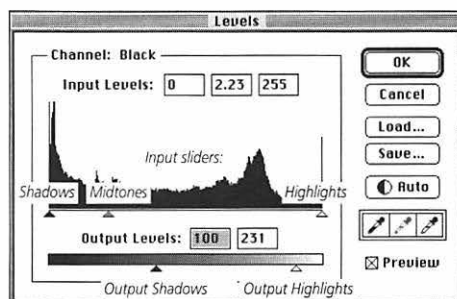 Levels
Channel: Black
Input Levels: 0 2.23 255
Input sliders:
Shadows Midtones Highlights
Output Levels: 100 231
Output Shadows Output Highlights
OK
Cancel
Load...
Save...
Auto
Preview